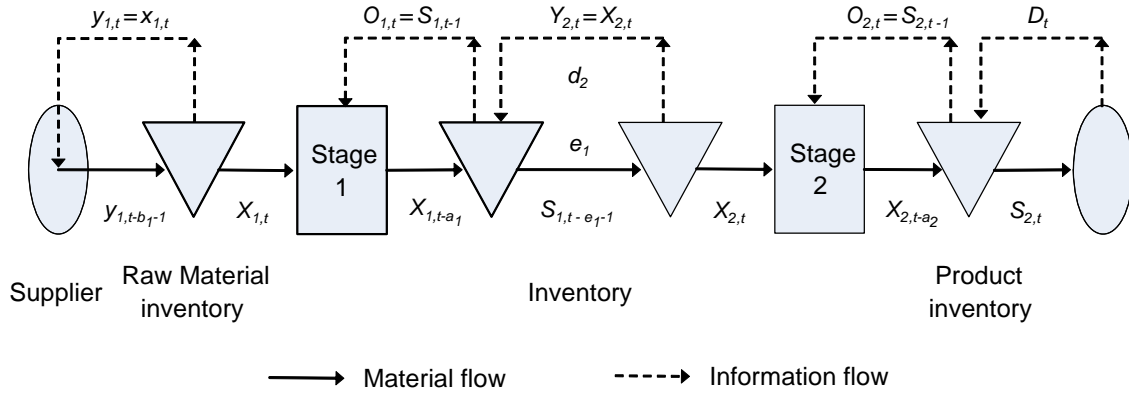 y1,t=x1,t
O1,t=S1,t-1
Y2,t=X2,t
O2,t=S2,t-1
Dt
d2
Stage
1
e1
Stage
2
y1,t-b1-1
X1,t
X1,t-a1
S1,t-e1-1
X2,t
X2,t-a2
S2,t
Supplier
Raw Material
inventory
Inventory
Product
inventory
Material flow
Information flow